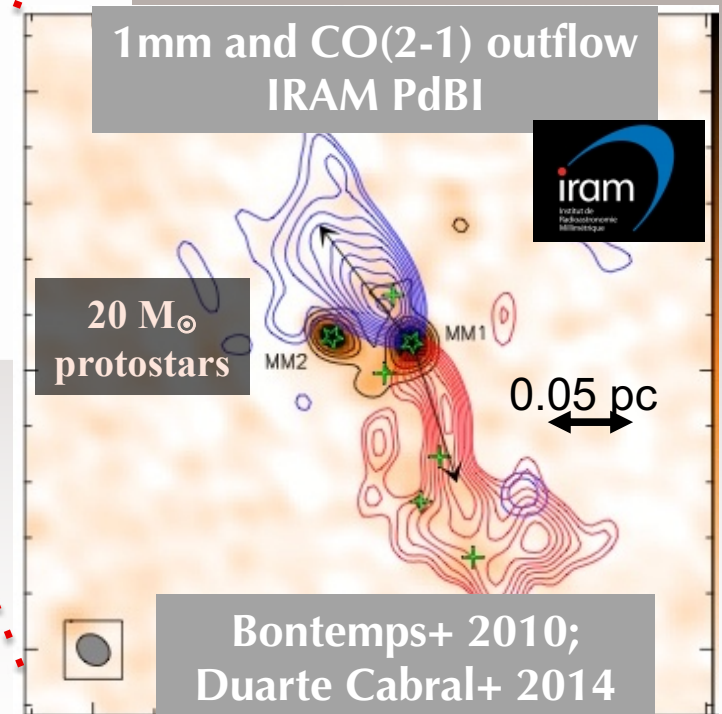 1mm and CO(2-1) outflow
IRAM PdBI
iram
Institut de
Radioastronomie
Millimétrique
20 M⊙
protostars
MM1
MM2
0.05 pc
Bontemps+ 2010;
Duarte Cabral+ 2014